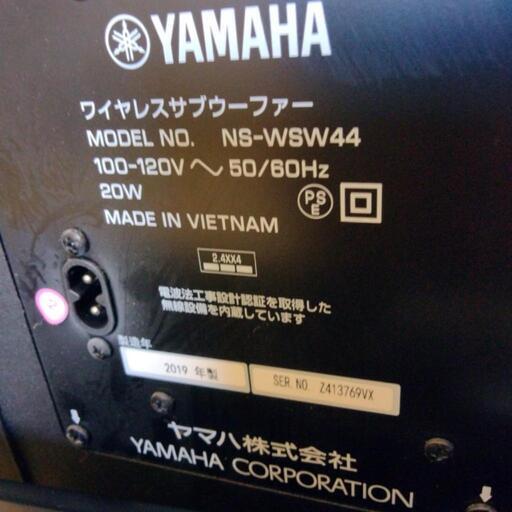 YAMAHA
ワイヤレスサブウーファー
MODEL NO. NS-WSW44
100-120V ～ 50/60Hz
20W
PSE
MADE IN VIETNAM
2.4XX4
電波法工事設計認証を取得した
無線設備を内蔵しています
製造年
2019 年製
SER NO. Z413769VX
ヤマハ株式会社
YAMAHA CORPORATION